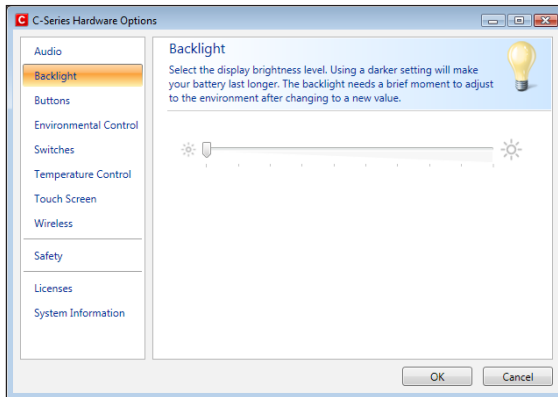 C C-Series Hardware Options
Audio
Backlight
Buttons
Environmental Control
Switches
Temperature Control
Touch Screen
Wireless
Safety
Licenses
System Information
Backlight
Select the display brightness level. Using a darker setting will make
your battery last longer. The backlight needs a brief moment to adjust
to the environment after changing to a new value.
OK
Cancel